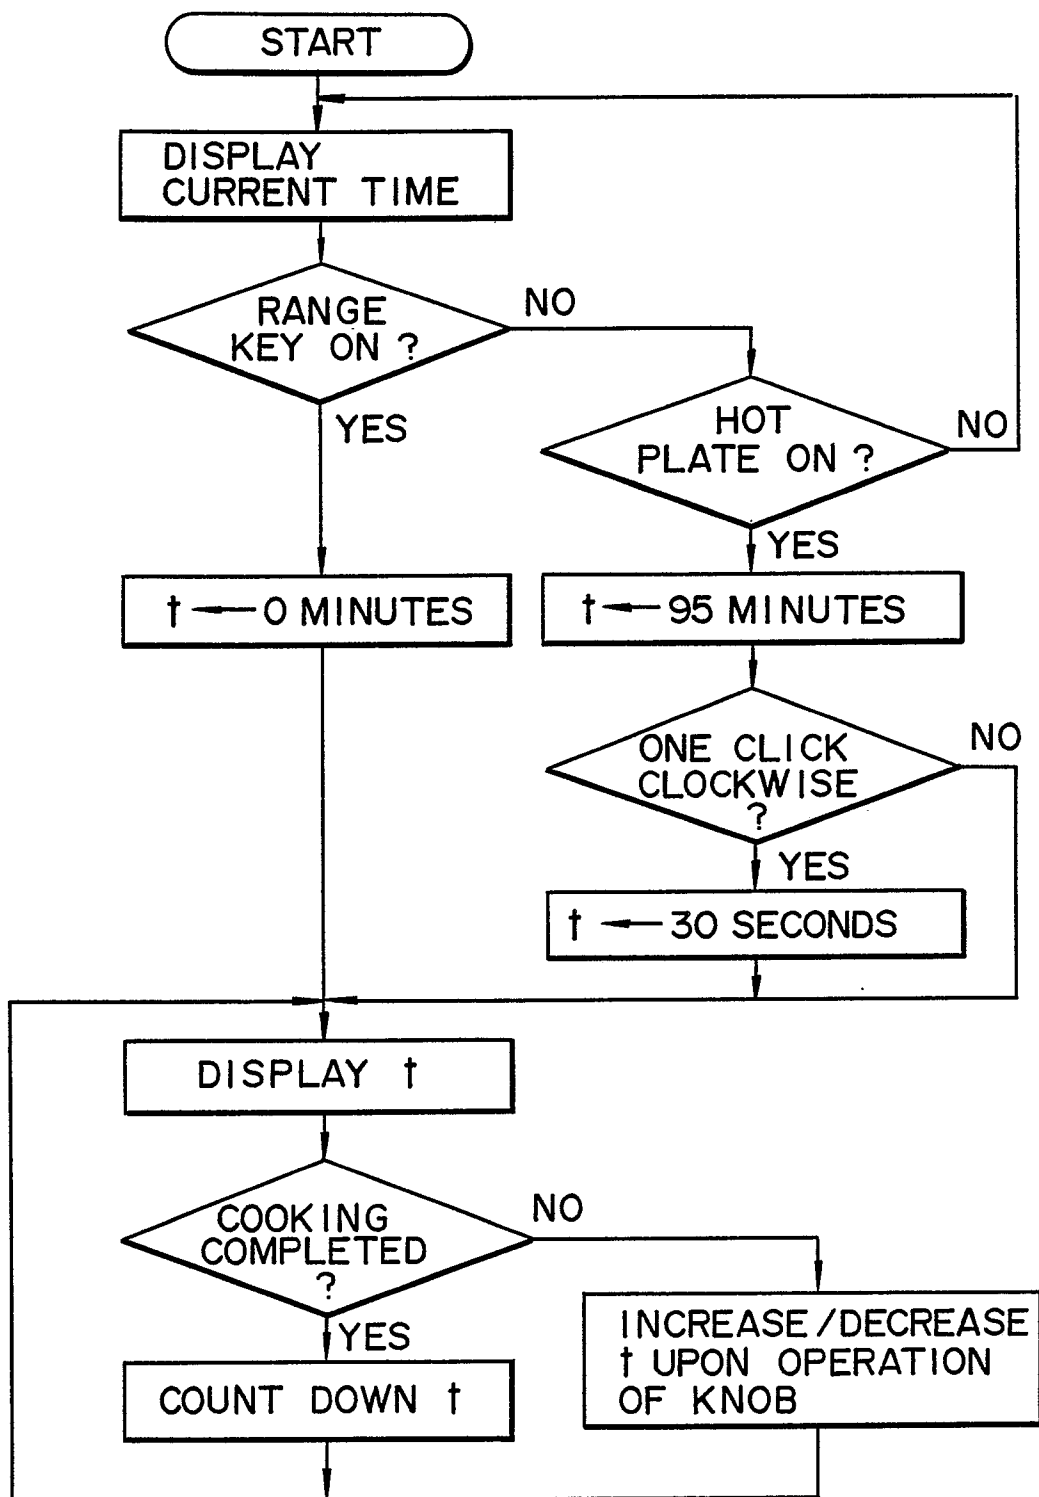 START
DISPLAY
CURRENT TIME
RANGE
KEY ON ?
NO
YES
HOT
PLATE ON ?
NO
YES
t ← 0 MINUTES
t ← 95 MINUTES
ONE CLICK
CLOCKWISE
?
NO
YES
t ← 30 SECONDS
DISPLAY t
COOKING
COMPLETED
?
NO
YES
INCREASE/DECREASE
t UPON OPERATION
OF KNOB
COUNT DOWN t